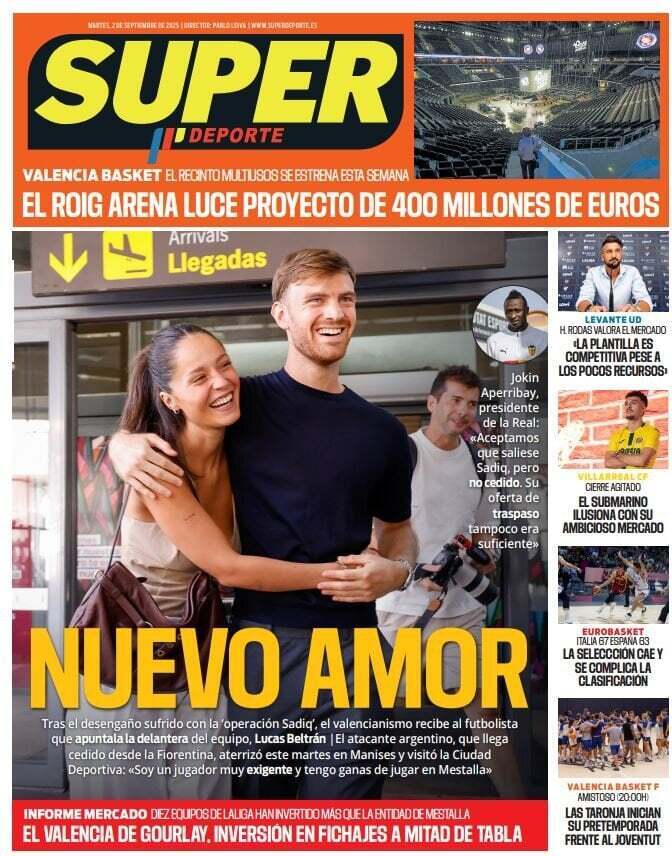 MARTES, 2 DE SEPTIEMBRE DE 2025 | DIRECTOR: PABLO LEIVA | WWW.SUPERDEPORTE.ES
SUPER
DEPORTE
VALENCIA BASKET EL RECINTO MULTIUSOS SE ESTRENA ESTA SEMANA
EL ROIG ARENA LUCE PROYECTO DE 400 MILLONES DE EUROS
Arrivals
Llegadas
Jokin
Aperribay,
presidente
de la Real:
«Aceptamos
que saliese
Sadiq, pero
no cedido. Su
oferta de
traspaso
tampoco era
suficiente»
NUEVO AMOR
Tras el desengaño sufrido con la 'operación Sadiq', el valencianismo recibe al futbolista
que apuntala la delantera del equipo, Lucas Beltrán | El atacante argentino, que llega
cedido desde la Fiorentina, aterrizó este martes en Manises y visitó la Ciudad
Deportiva: «Soy un jugador muy exigente y tengo ganas de jugar en Mestalla»
INFORME MERCADO DIEZ EQUIPOS DE LALIGA HAN INVERTIDO MÁS QUE LA ENTIDAD DE MESTALLA
EL VALENCIA DE GOURLAY, INVERSIÓN EN FICHAJES A MITAD DE TABLA
LEVANTE UD
H. RODAS VALORA EL MERCADO
«LA PLANTILLA ES
COMPETITIVA PESE A
LOS POCOS RECURSOS»
VILLARREAL CF
CIERRE AGITADO
EL SUBMARINO
ILUSIONA CON SU
AMBICIOSO MERCADO
EUROBASKET
ITALIA 67 ESPAÑA 63
LA SELECCCIÓN CAE Y
SE COMPLICA LA
CLASIFICACIÓN
VALENCIA BASKET F
AMISTOSO (20:00H)
LAS TARONJA INICIAN
SU PRETEMPORADA
FRENTE AL JOVENTUT